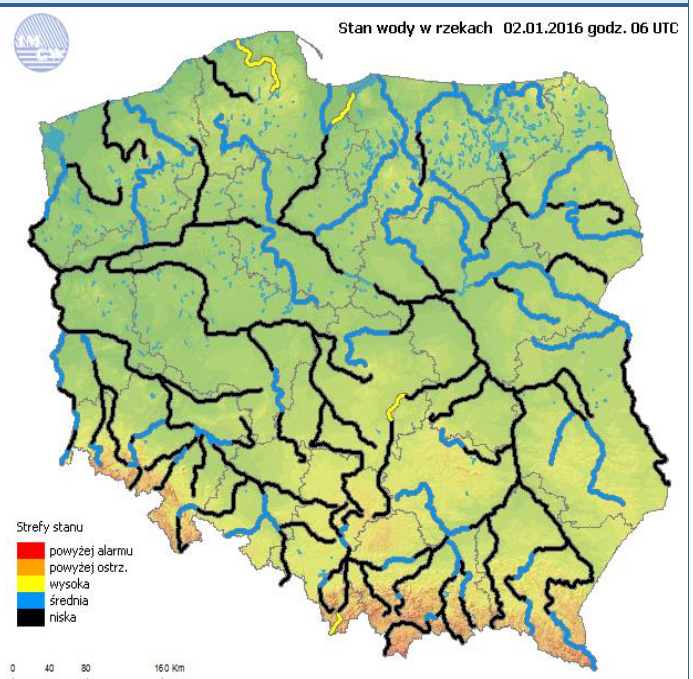 IMGW
Stan wody w rzekach 02.01.2016 godz. 06 UTC
Strefy stanu
powyżej alarmu
powyżej ostrz.
wysoka
średnia
niska
0 40 80 160 Km